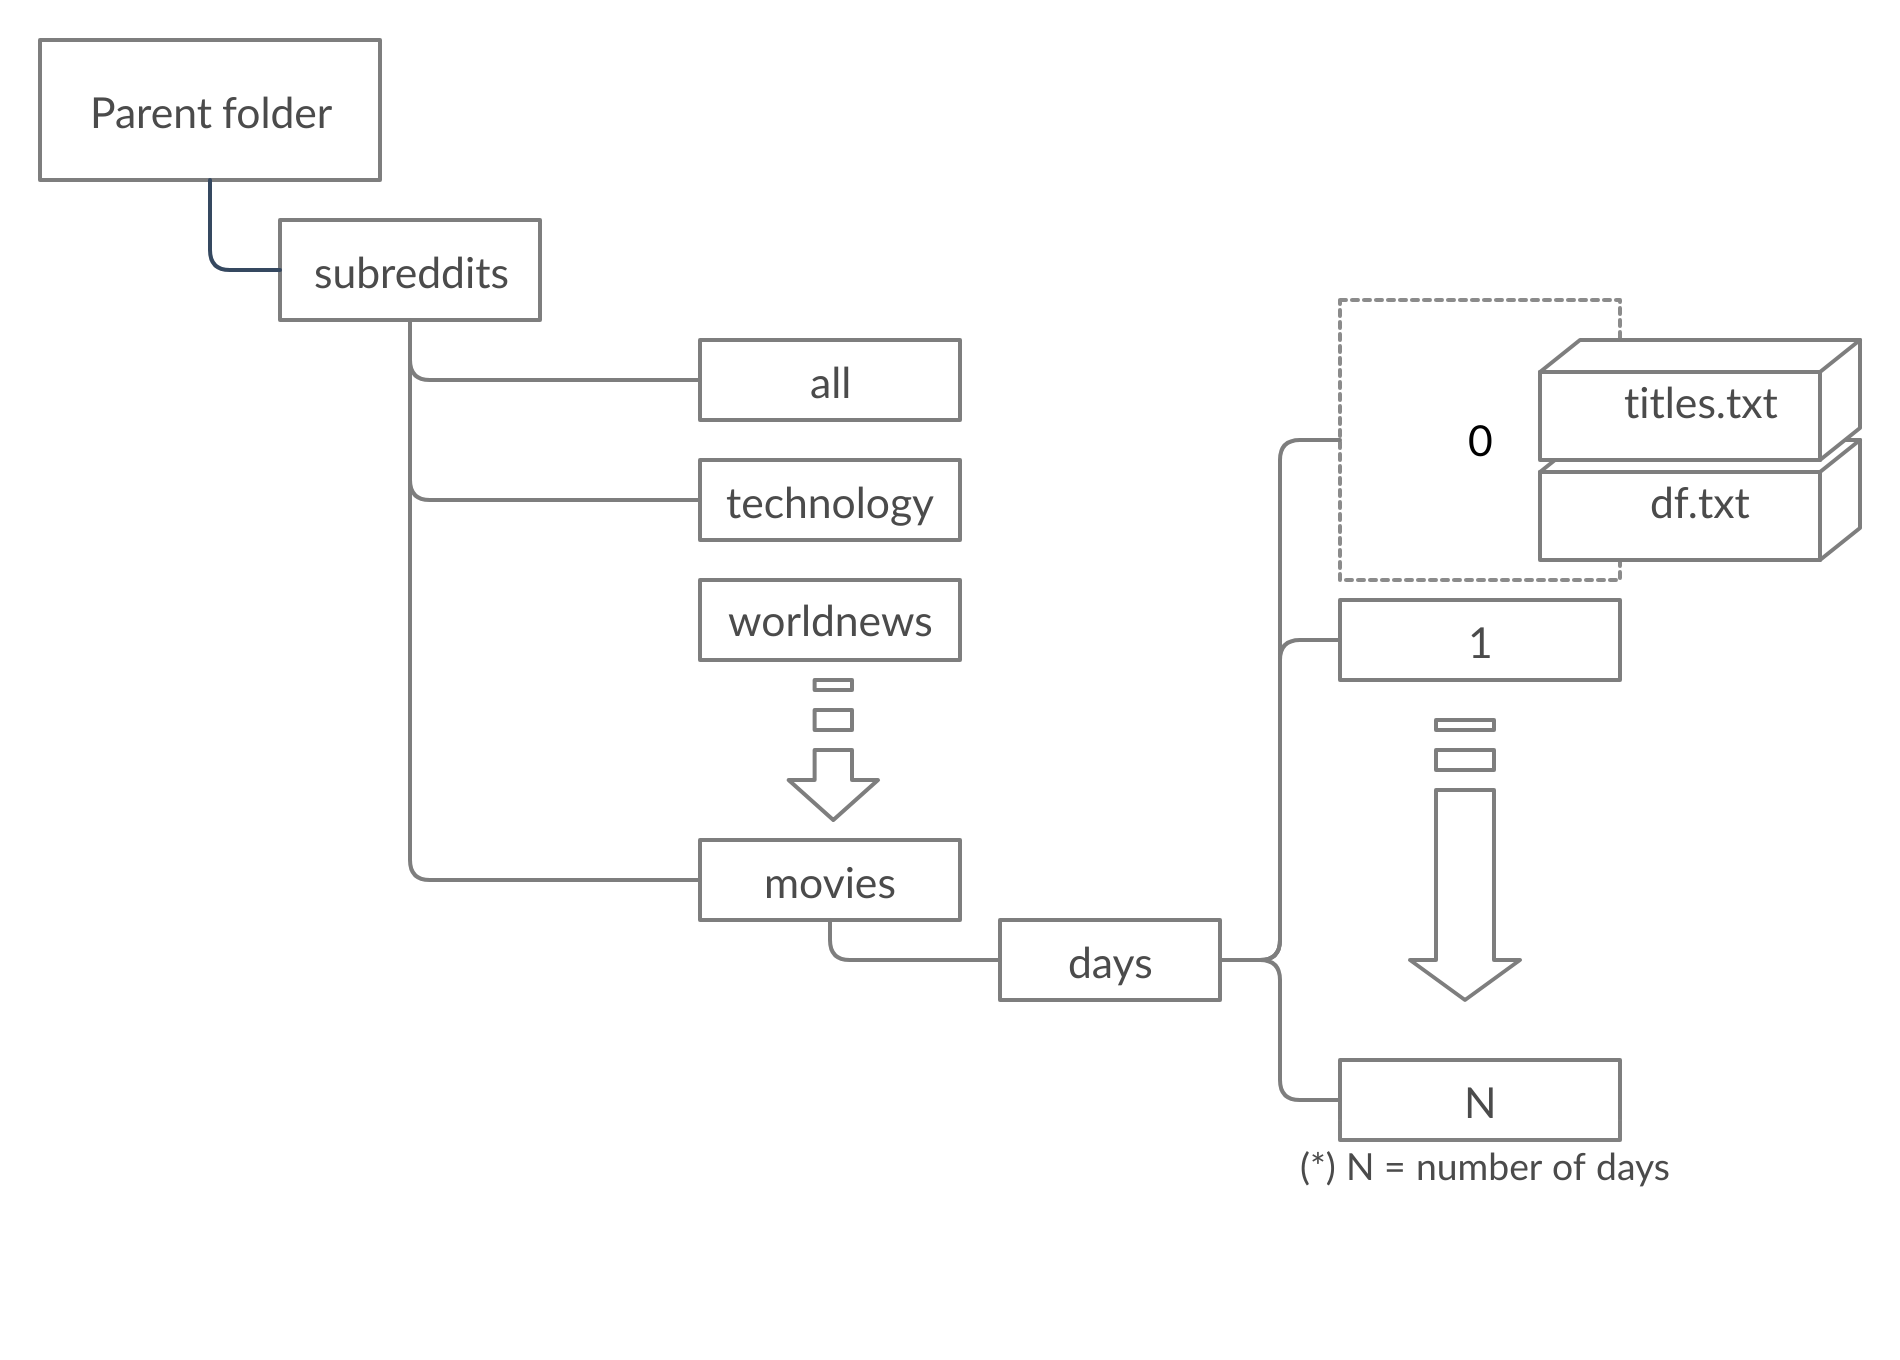 Parent folder
subreddits
all
technology
worldnews
movies
days
0
titles.txt
df.txt
1
N
(*) N = number of days